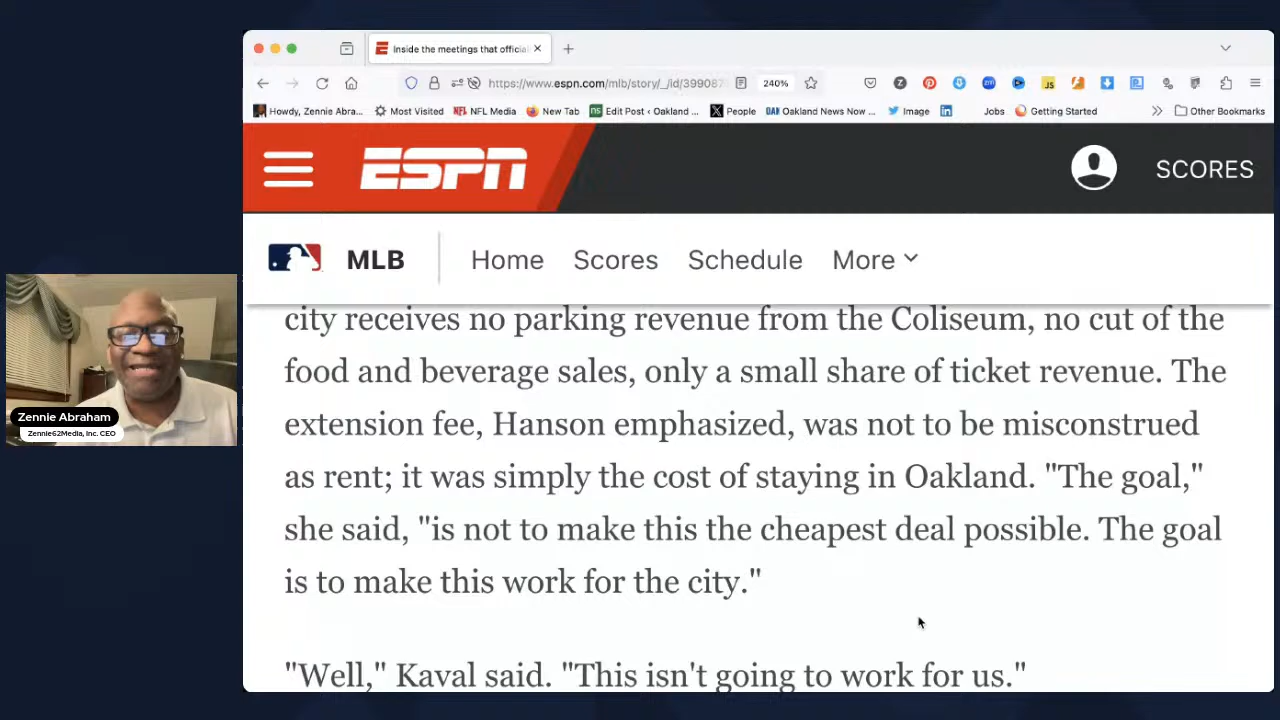 Inside the meetings that officia
https://www.espn.com/mlb/story/_/id/39908
240%
Howdy, Zennie Abra...
Most Visited
NFL Media
New Tab
Edit Post ‹ Oakland ...
People
Oakland News Now ...
Image
Jobs
Getting Started
Other Bookmarks
ESPN
SCORES
MLB
Home
Scores
Schedule
More
city receives no parking revenue from the Coliseum, no cut of the
food and beverage sales, only a small share of ticket revenue. The
extension fee, Hanson emphasized, was not to be misconstrued
as rent; it was simply the cost of staying in Oakland. "The goal,"
she said, "is not to make this the cheapest deal possible. The goal
is to make this work for the city."
"Well," Kaval said. "This isn't going to work for us."
Zennie Abraham
Zennie62Media, Inc. CEO